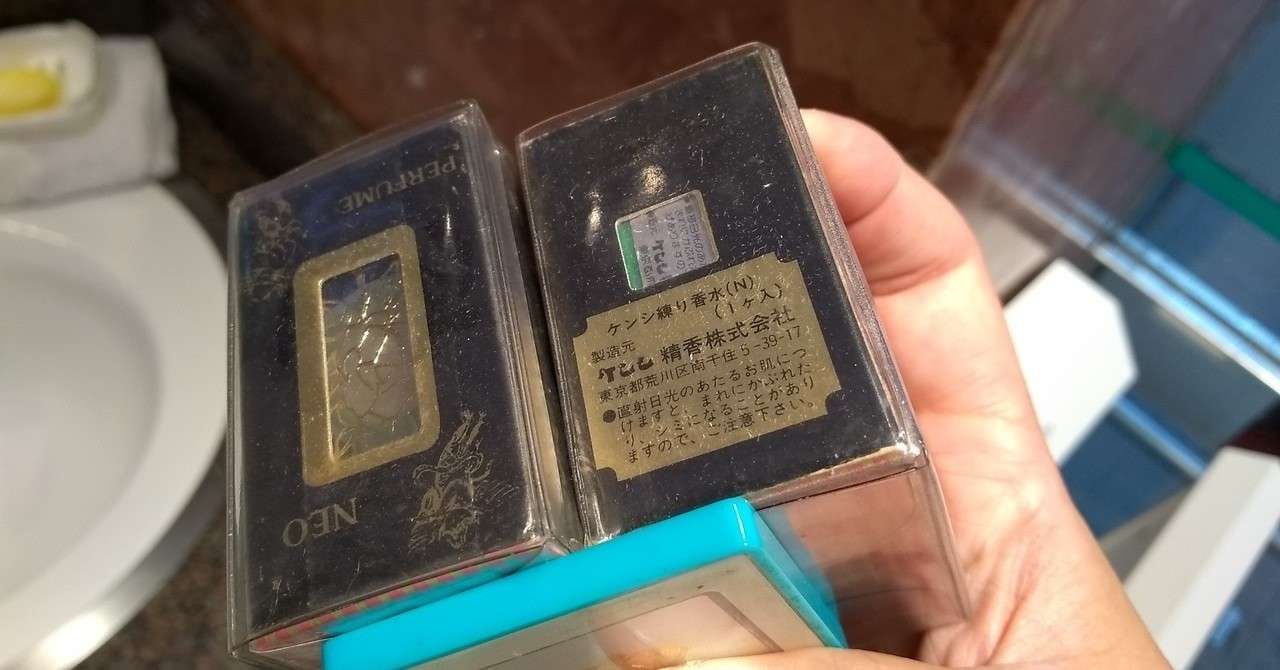 PERFUME
NEO
ケンシ練り香水(N)
(1ヶ入)
製造元
ケンシ 精香株式会社
東京都荒川区南千住5-39-17
●直射日光のあたるお肌につ
けますと、まれにかぶれた
り、シミになることがあり
ますので、ご注意下さい。